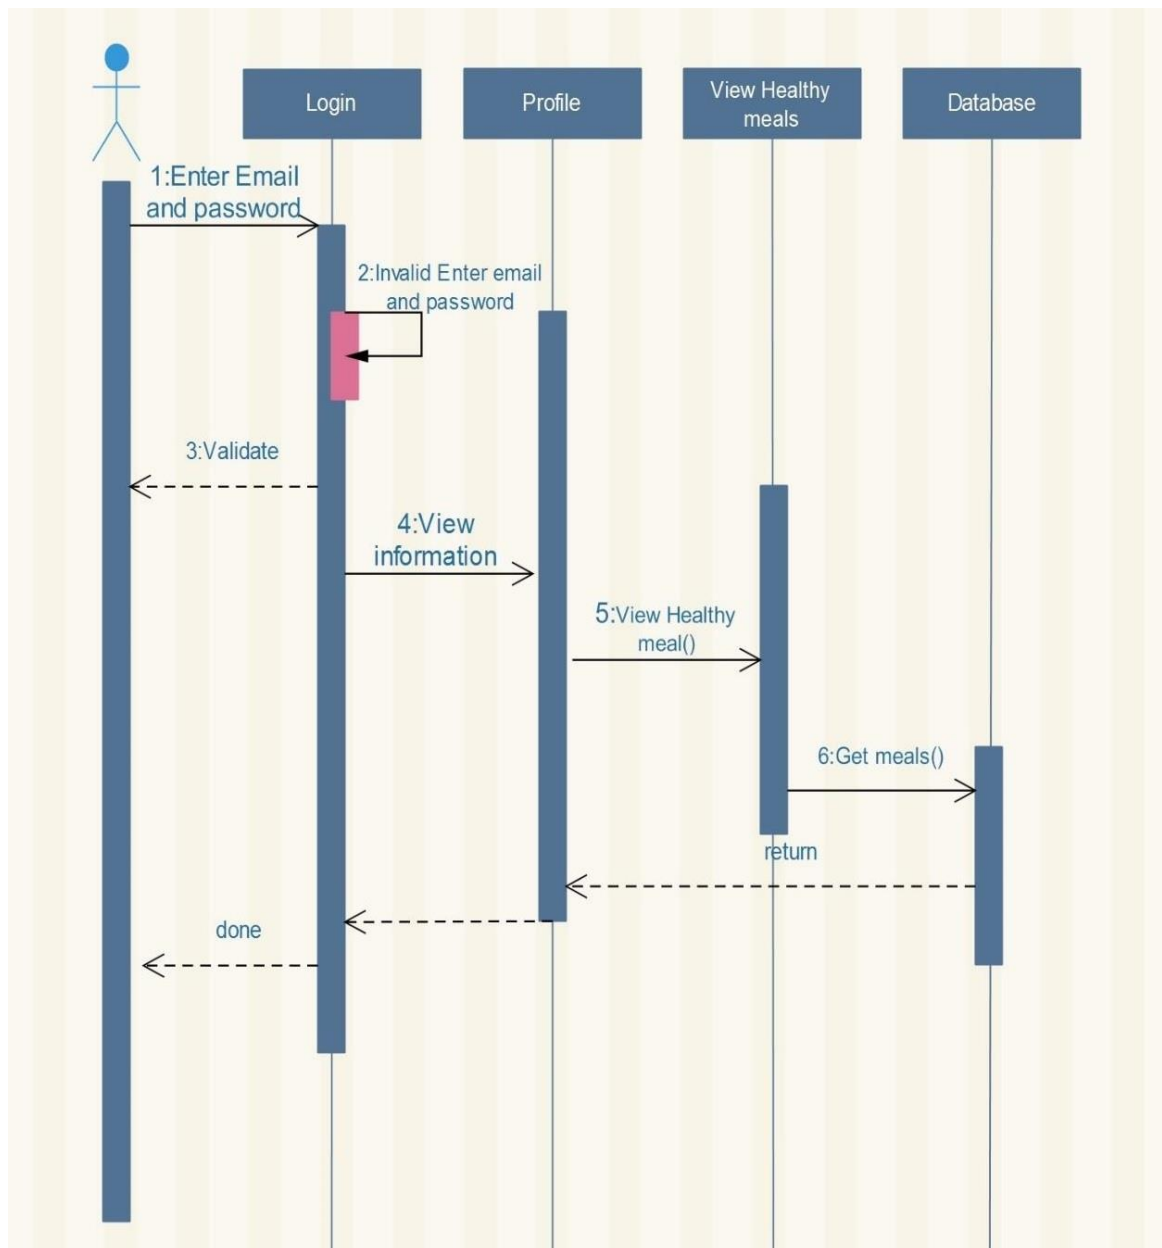 Login
Profile
View Healthy
meals
Database
1:Enter Email
and password
2:Invalid Enter email
and password
3:Validate
4:View
information
5:View Healthy
meal()
6:Get meals()
return
done